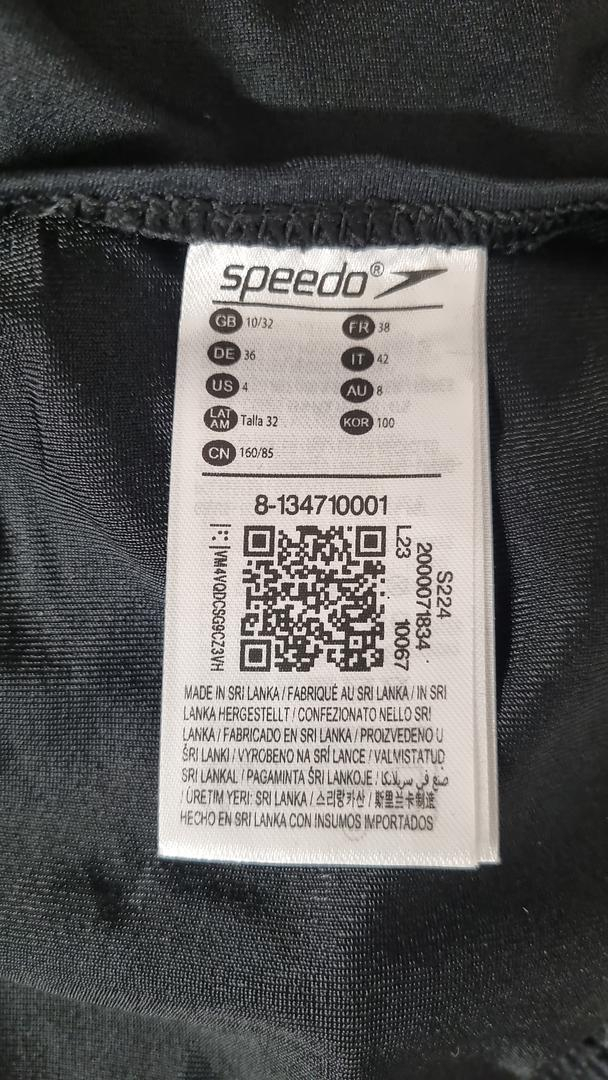 speedo®
GB 10/32 FR 38
DE 36 IT 42
US 4 AU 8
LAT AM Talla 32 KOR 100
CN 160/85
8-134710001
VM4VQDCSG9CZ3VH
L23 10067
2000071834
S224
MADE IN SRI LANKA / FABRIQUÉ AU SRI LANKA / IN SRI
LANKA HERGESTELLT / CONFEZIONATO NELLO SRI
LANKA / FABRICADO EN SRI LANKA / PROIZVEDENO U
ŠRI LANKI / VYROBENO NA SRÍ LANCE / VALMISTATUD
SRI LANKAL / PAGAMINTA ŠRI LANKOJE / صنع في سريلانكا
/ ÜRETIM YERI: SRI LANKA / 스리랑카산 / 斯里兰卡制造
HECHO EN SRI LANKA CON INSUMOS IMPORTADOS